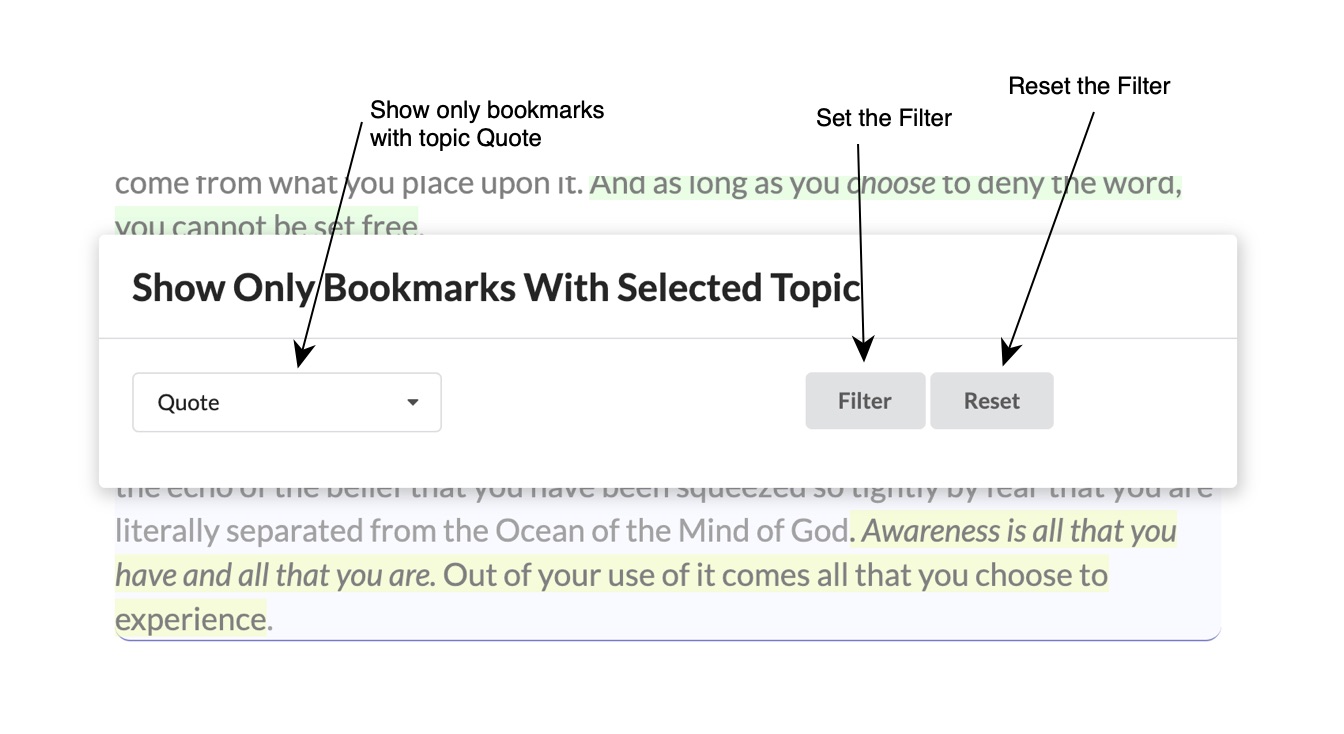 Reset the Filter
Show only bookmarks
with topic Quote
Set the Filter
come from what you place upon it. And as long as you choose to deny the word,
you cannot be set free.
Show Only Bookmarks With Selected Topic
Quote
Filter
Reset
the echo of the belief that you have been squeezed so tightly by fear that you are
literally separated from the Ocean of the Mind of God. Awareness is all that you
have and all that you are. Out of your use of it comes all that you choose to
experience.